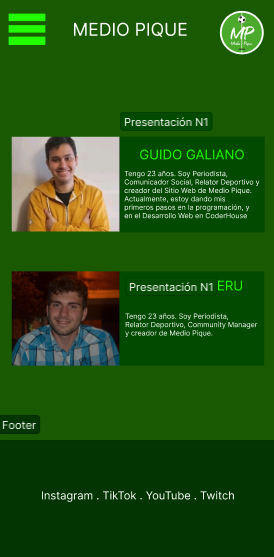 MEDIO PIQUE
MP
Medio Pique
Presentación N1
GUIDO GALIANO
Tengo 23 años. Soy Periodista,
Comunicador Social, Relator Deportivo y
creador del Sitio Web de Medio Pique.
Actualmente, estoy dando mis
primeros pasos en la programación, y
en el Desarrollo Web en CoderHouse
Presentación N1 ERU
Tengo 23 años. Soy Periodista,
Relator Deportivo, Community Manager
y creador de Medio Pique.
Footer
Instagram . TikTok . YouTube . Twitch